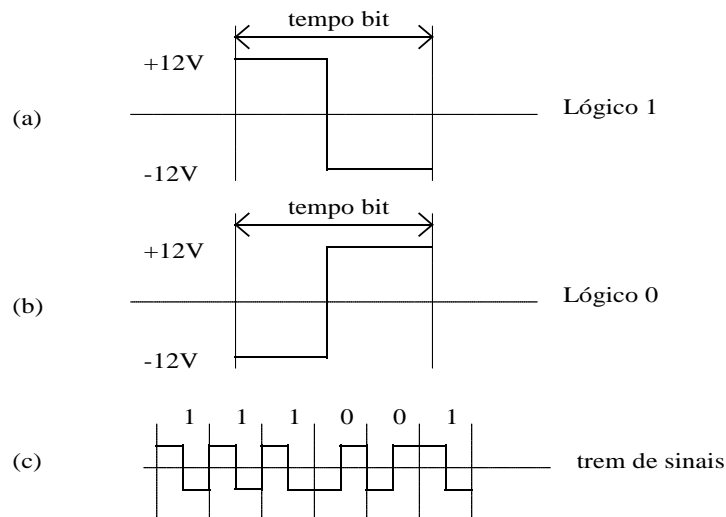 tempo bit
+12V
(a)
Lógico 1
-12V
tempo bit
+12V
(b)
Lógico 0
-12V
1 1 1 0 0 1
(c)
trem de sinais